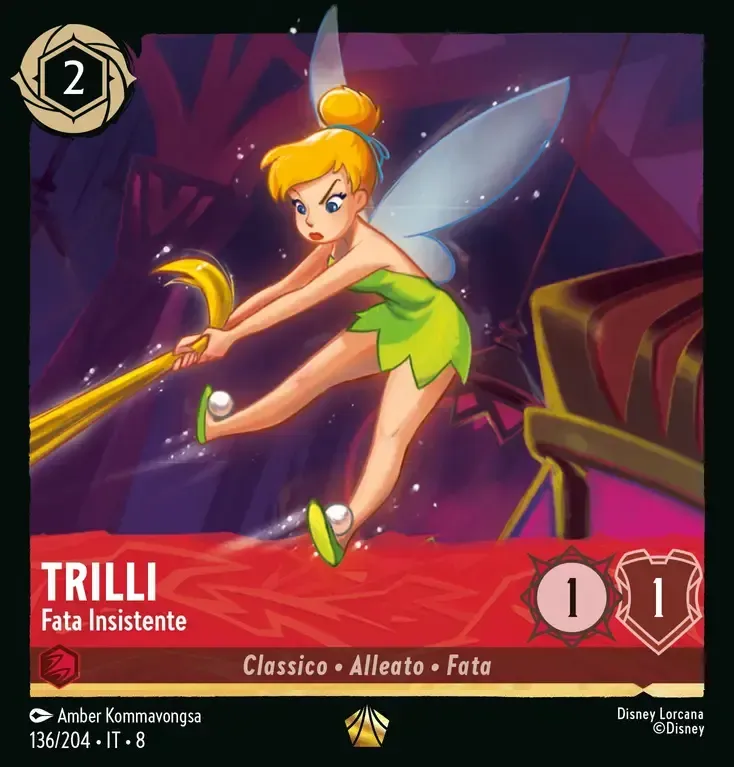 2
TRILLI
Fata Insistente
1
1
Classico • Alleato • Fata
Amber Kommavongsa
136/204 • IT • 8
Disney Lorcana
©Disney